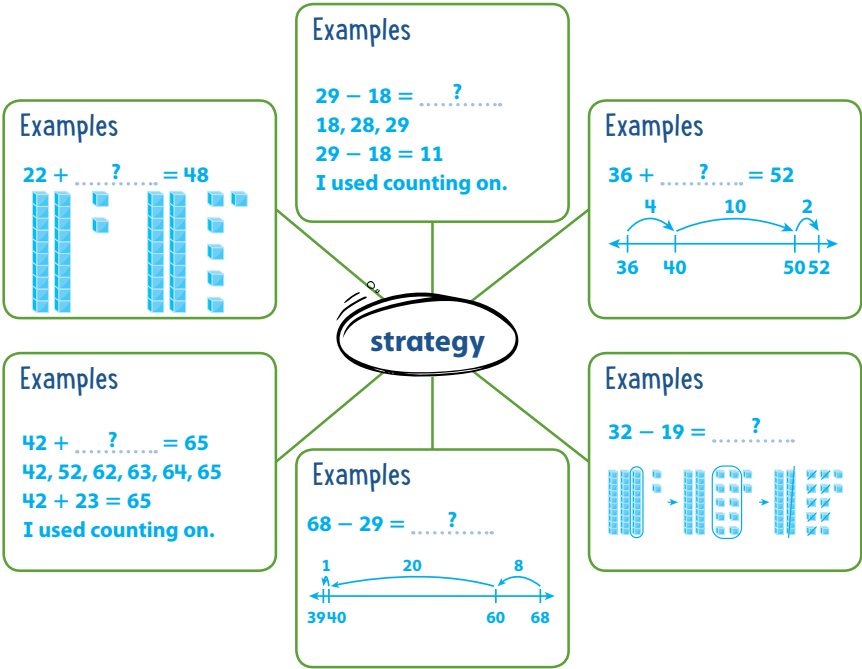 Examples
29 − 18 = ?
18, 28, 29
29 − 18 = 11
I used counting on.
Examples
22 + ? = 48
Examples
36 + ? = 52
4 10 2
36 40 50 52
strategy
Examples
42 + ? = 65
42, 52, 62, 63, 64, 65
42 + 23 = 65
I used counting on.
Examples
68 − 29 = ?
1 20 8
39 40 60 68
Examples
32 − 19 = ?